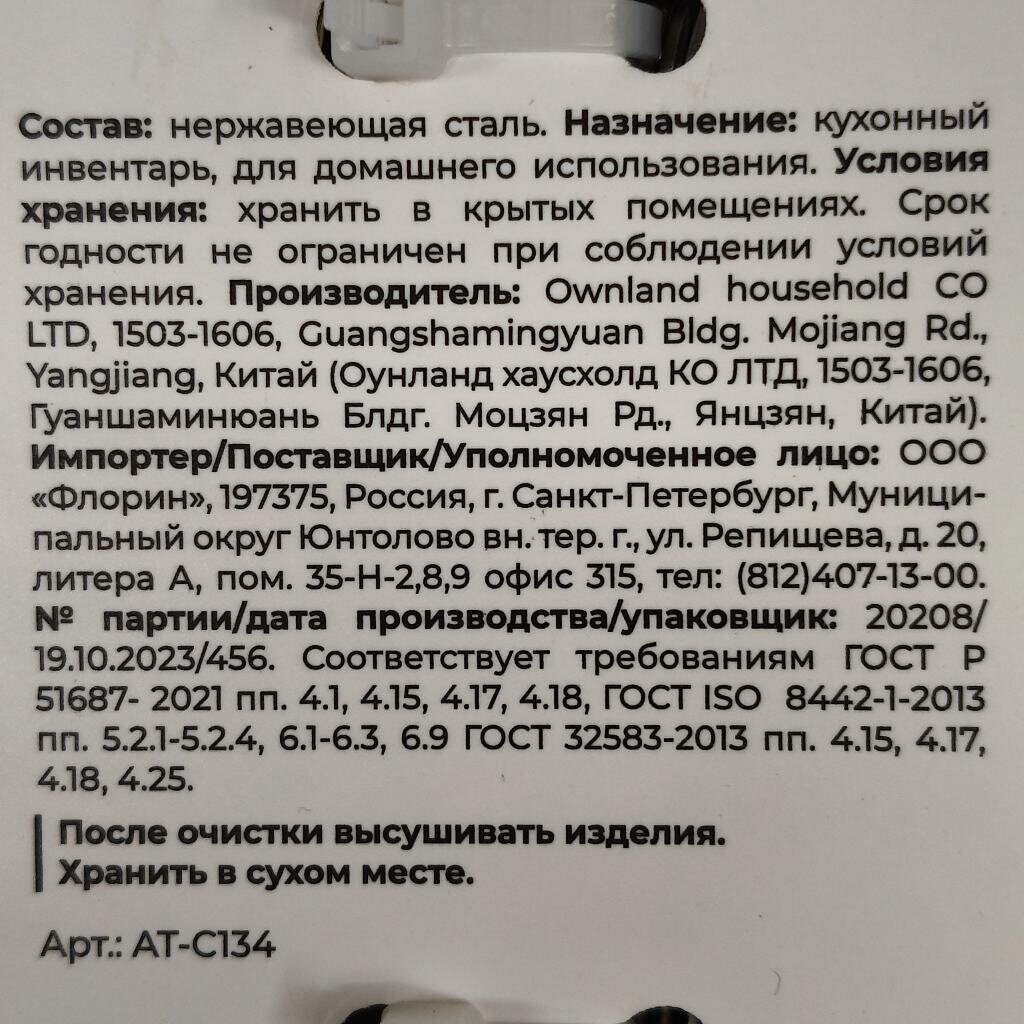 Состав: нержавеющая сталь. Назначение: кухонный
инвентарь, для домашнего использования. Условия
хранения: хранить в крытых помещениях. Срок
годности не ограничен при соблюдении условий
хранения. Производитель: Ownland household CO
LTD, 1503-1606, Guangshamingyuan Bldg. Mojiang Rd.,
Yangjiang, Китай (Оунланд хаусхолд КО ЛТД, 1503-1606,
Гуаншаминюань Блдг. Моцзян Рд., Янцзян, Китай).
Импортер/Поставщик/Уполномоченное лицо: ООО
«Флорин», 197375, Россия, г. Санкт-Петербург, Муници-
пальный округ Юнтолово вн. тер. г., ул. Репищева, д. 20,
литера А, пом. 35-Н-2,8,9 офис 315, тел: (812)407-13-00.
№ партии/дата производства/упаковщик: 20208/
19.10.2023/456. Соответствует требованиям ГОСТ Р
51687- 2021 пп. 4.1, 4.15, 4.17, 4.18, ГОСТ ISO 8442-1-2013
пп. 5.2.1-5.2.4, 6.1-6.3, 6.9 ГОСТ 32583-2013 пп. 4.15, 4.17,
4.18, 4.25.
После очистки высушивать изделия.
Хранить в сухом месте.
Арт.: AT-C134